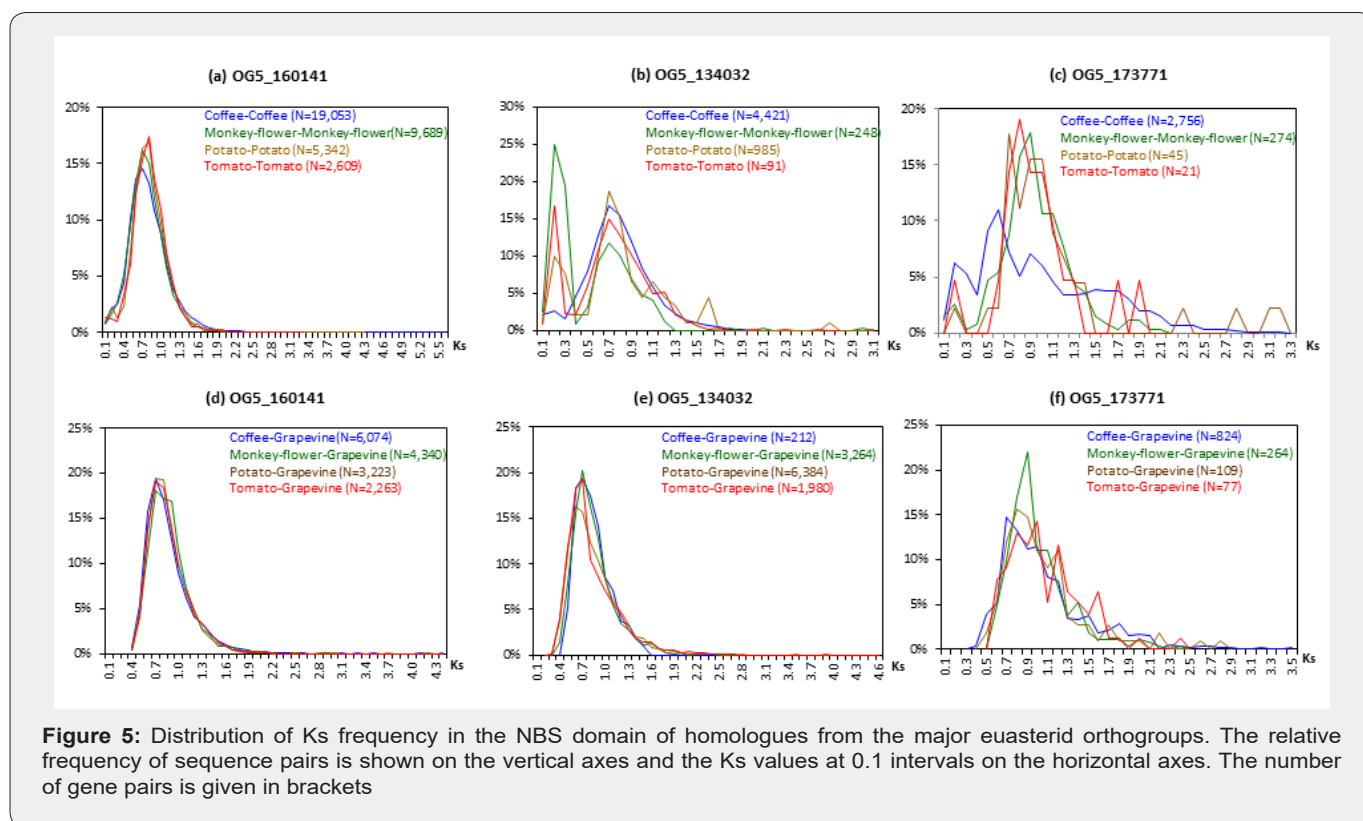 (a) OG5_160141
20%
15%
10%
5%
0%
Coffee-Coffee (N=19,053)
Monkey-flower-Monkey-flower(N=9,689)
Potato-Potato (N=5,342)
Tomato-Tomato (N=2,609)
0.1 0.4 0.7 1.0 1.3 1.6 1.9 2.2 2.5 2.8 3.1 3.4 3.7 4.0 4.3 4.6 4.9 5.2 5.5 Ks
(b) OG5_134032
30%
25%
20%
15%
10%
5%
0%
Coffee-Coffee (N=4,421)
Monkey-flower-Monkey-flower (N=248)
Potato-Potato (N=985)
Tomato-Tomato (N=91)
0.1 0.3 0.5 0.7 0.9 1.1 1.3 1.5 1.7 1.9 2.1 2.3 2.5 2.7 2.9 3.1 Ks
(c) OG5_173771
20%
15%
10%
5%
0%
Coffee-Coffee (N=2,756)
Monkey-flower-Monkey-flower (N=274)
Potato-Potato (N=45)
Tomato-Tomato (N=21)
0.1 0.3 0.5 0.7 0.9 1.1 1.3 1.5 1.7 1.9 2.1 2.3 2.5 2.7 2.9 3.1 3.3 Ks
(d) OG5_160141
25%
20%
15%
10%
5%
0%
Coffee-Grapevine(N=6,074)
Monkey-flower-Grapevine (N=4,340)
Potato-Grapevine (N=3,223)
Tomato-Grapevine (N=2,263)
0.1 0.4 0.7 1.0 1.3 1.6 1.9 2.2 2.5 2.8 3.1 3.4 3.7 4.0 4.3 Ks
(e) OG5_134032
25%
20%
15%
10%
5%
0%
Coffee-Grapevine (N=212)
Monkey-flower-Grapevine (N=3,264)
Potato-Grapevine (N=6,384)
Tomato-Grapevine (N=1,980)
0.1 0.4 0.7 1.0 1.3 1.6 1.9 2.2 2.5 2.8 3.1 3.4 3.7 4.0 4.3 4.6 Ks
(f) OG5_173771
25%
20%
15%
10%
5%
0%
Coffee-Grapevine (N=824)
Monkey-flower-Grapevine (N=264)
Potato-Grapevine (N=109)
Tomato-Grapevine (N=77)
0.1 0.3 0.5 0.7 0.9 1.1 1.3 1.5 1.7 1.9 2.1 2.3 2.5 2.7 2.9 3.1 3.3 3.5 Ks
Figure 5: Distribution of Ks frequency in the NBS domain of homologues from the major euasterid orthogroups. The relative
frequency of sequence pairs is shown on the vertical axes and the Ks values at 0.1 intervals on the horizontal axes. The number
of gene pairs is given in brackets